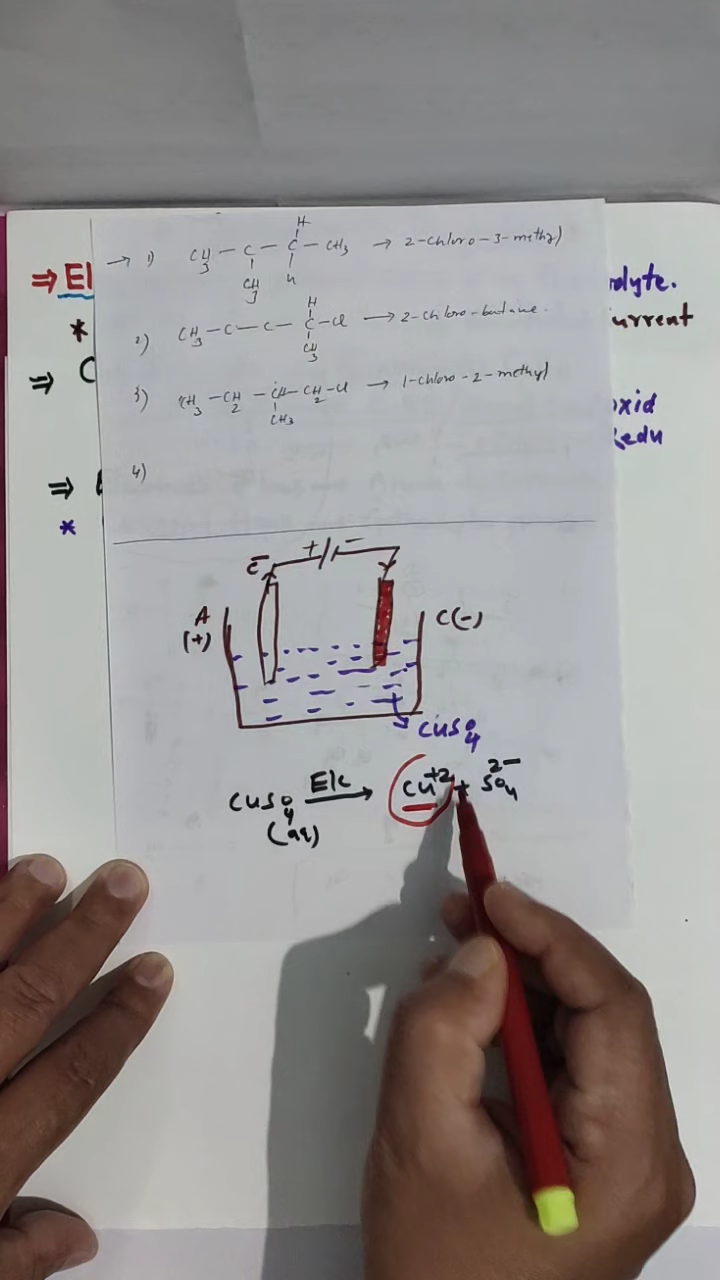 → 1) CH3 – C – C – CH3 → 2-chloro-3-methyl
H
CH3 H
⇒ El
olyte.
*
urrent
2) CH3 – C – C – C – Cl → 2-chloro-butane.
H
CH3
⇒ C
3) CH3 – CH2 – CH – CH2 – Cl → 1-chloro-2-methyl
CH3
oxid
Redu
4)
⇒
*
+ –
e–
A
(+)
C(-)
CuSO4
CuSO4 Elc → Cu+2 + SO4 2–
(aq)